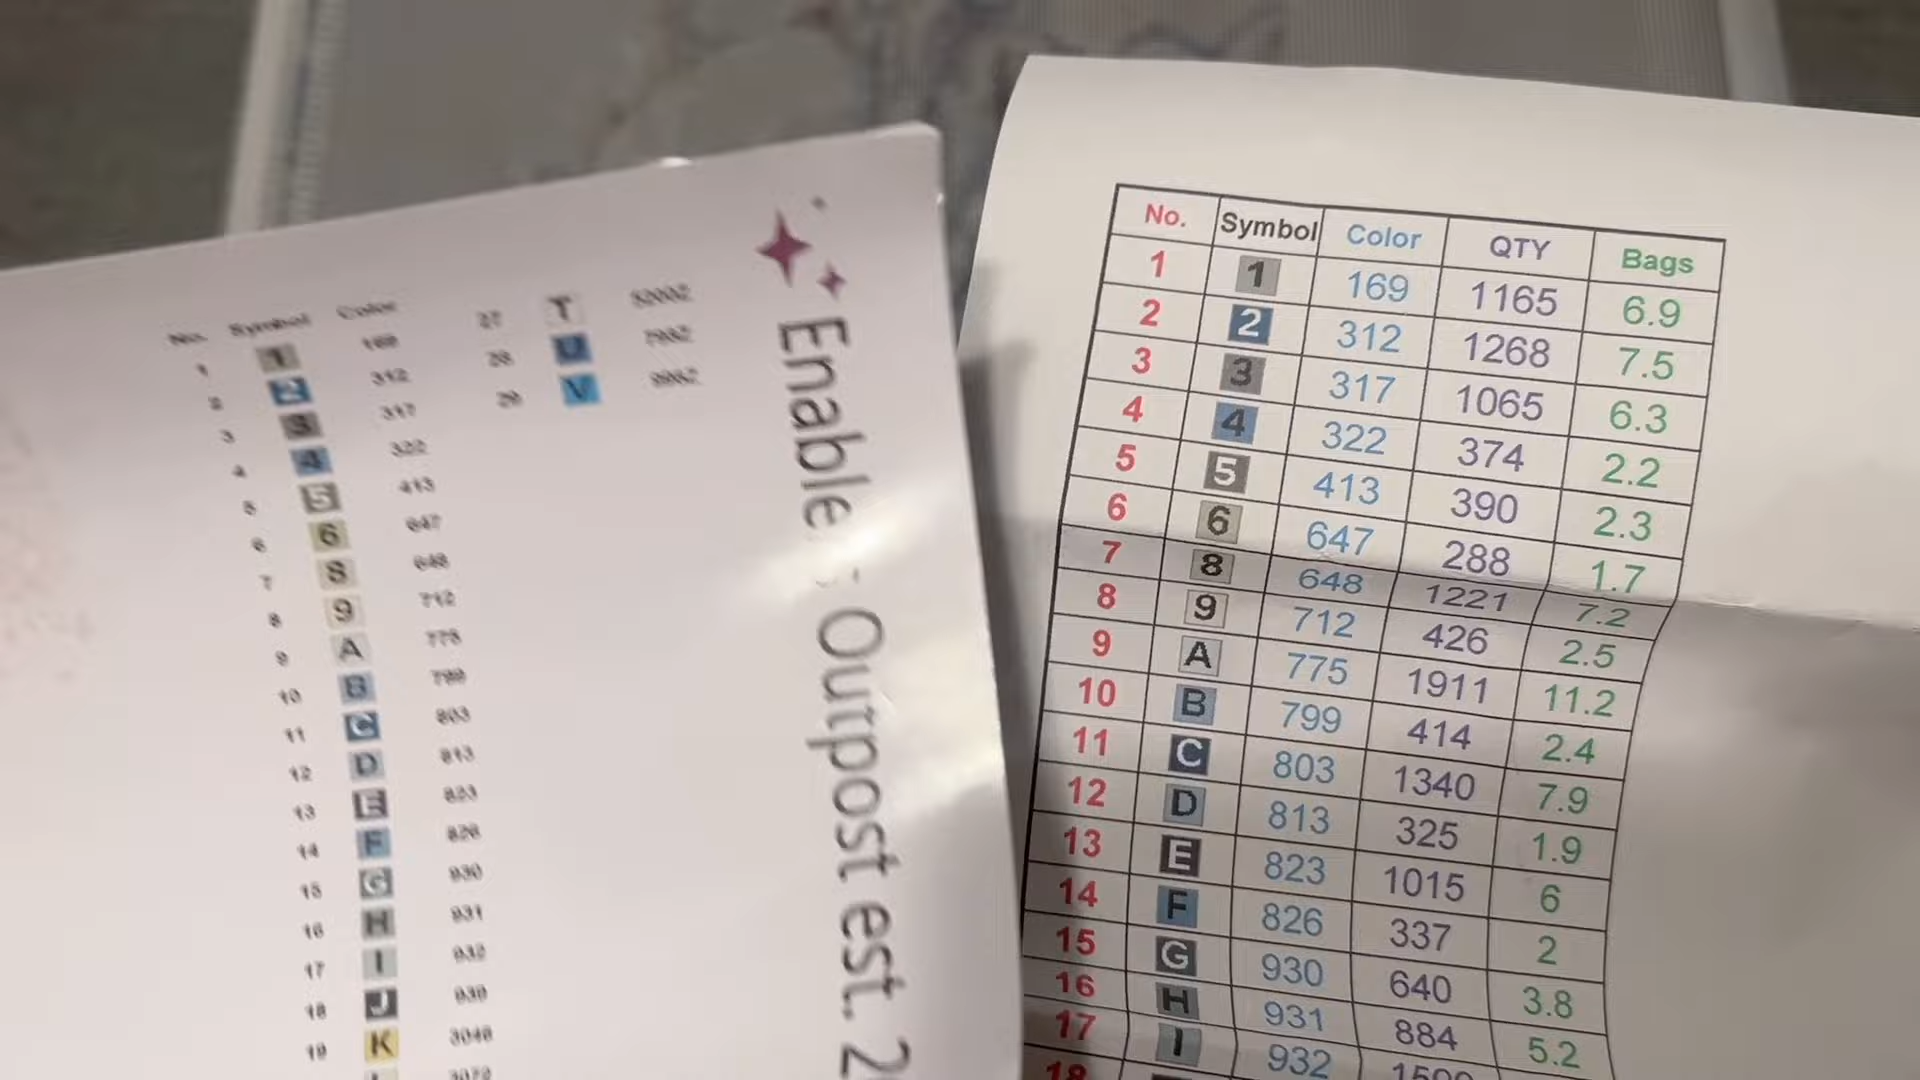 No. Symbol Color
1 1 169
2 2 312
3 3 317
4 4 322
5 5 413
6 6 647
7 8 648
8 9 712
9 A 775
10 B 799
11 C 803
12 D 813
13 E 823
14 F 826
15 G 930
16 H 931
17 I 932
18 J 939
19 K 3046
L 3072
27 T
28 U
29 V
Enable
Outpost est. 2
No. Symbol Color QTY Bags
1 1 169 1165 6.9
2 2 312 1268 7.5
3 3 317 1065 6.3
4 4 322 374 2.2
5 5 413 390 2.3
6 6 647 288 1.7
7 8 648 1221 7.2
8 9 712 426 2.5
9 A 775 1911 11.2
10 B 799 414 2.4
11 C 803 1340 7.9
12 D 813 325 1.9
13 E 823 1015 6
14 F 826 337 2
15 G 930 640 3.8
16 H 931 884 5.2
17 I 932
18